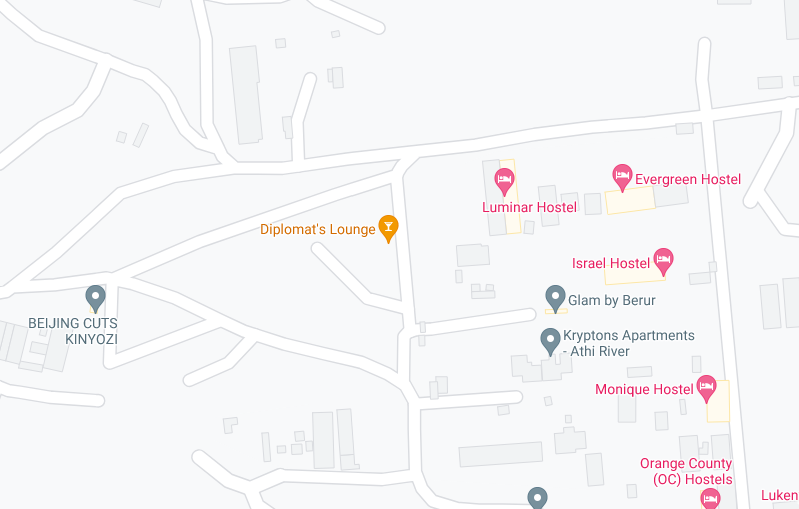 Evergreen Hostel
Luminar Hostel
Diplomat's Lounge
Israel Hostel
Glam by Berur
BEIJING CUTS
KINYOZI
Kryptons Apartments
- Athi River
Monique Hostel
Orange County
(OC) Hostels
Luken